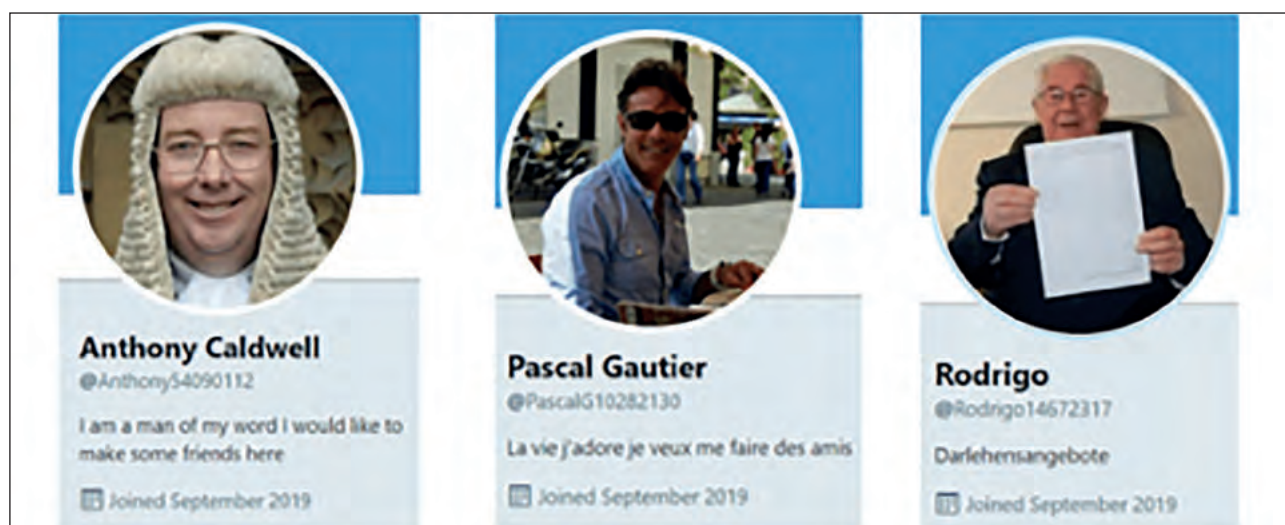 Anthony Caldwell
@Anthony54090112
I am a man of my word I would like to
make some friends here
Joined September 2019
Pascal Gautier
@PascalG10282130
La vie j'adore je veux me faire des amis
Joined September 2019
Rodrigo
@Rodrigo14672317
Darlehensangebote
Joined September 2019